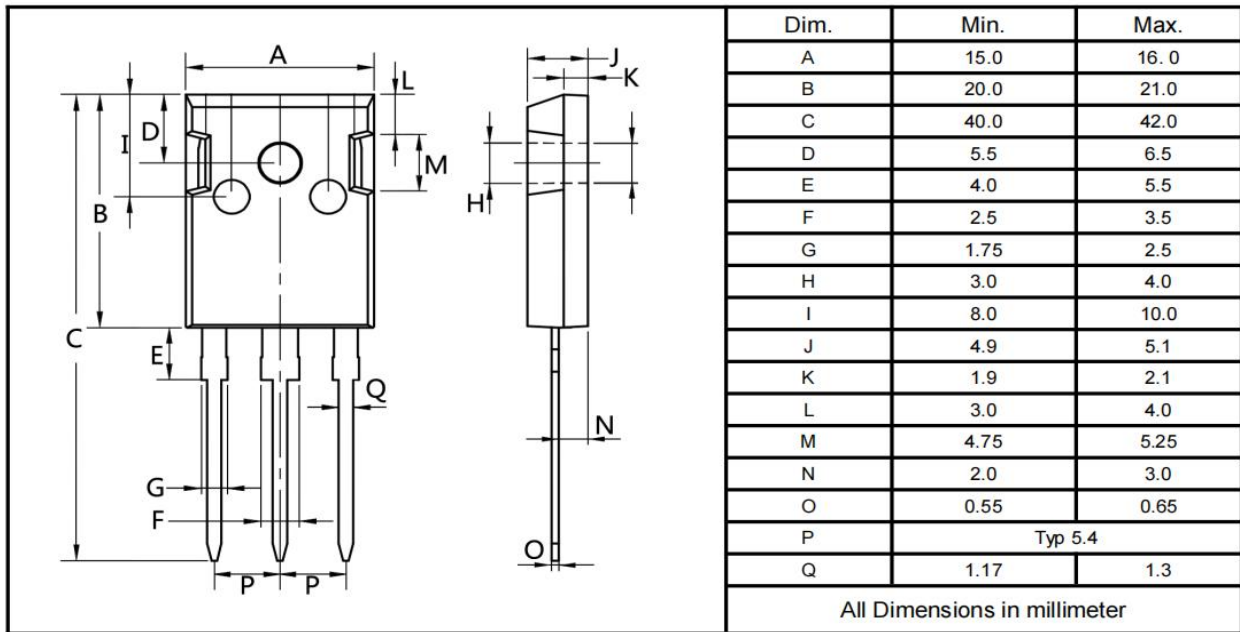 A
J
L
K
D
I
M
H
B
C
E
Q
N
G
F
O
P P
Dim. Min. Max.
A 15.0 16. 0
B 20.0 21.0
C 40.0 42.0
D 5.5 6.5
E 4.0 5.5
F 2.5 3.5
G 1.75 2.5
H 3.0 4.0
I 8.0 10.0
J 4.9 5.1
K 1.9 2.1
L 3.0 4.0
M 4.75 5.25
N 2.0 3.0
O 0.55 0.65
P Typ 5.4
Q 1.17 1.3
All Dimensions in millimeter